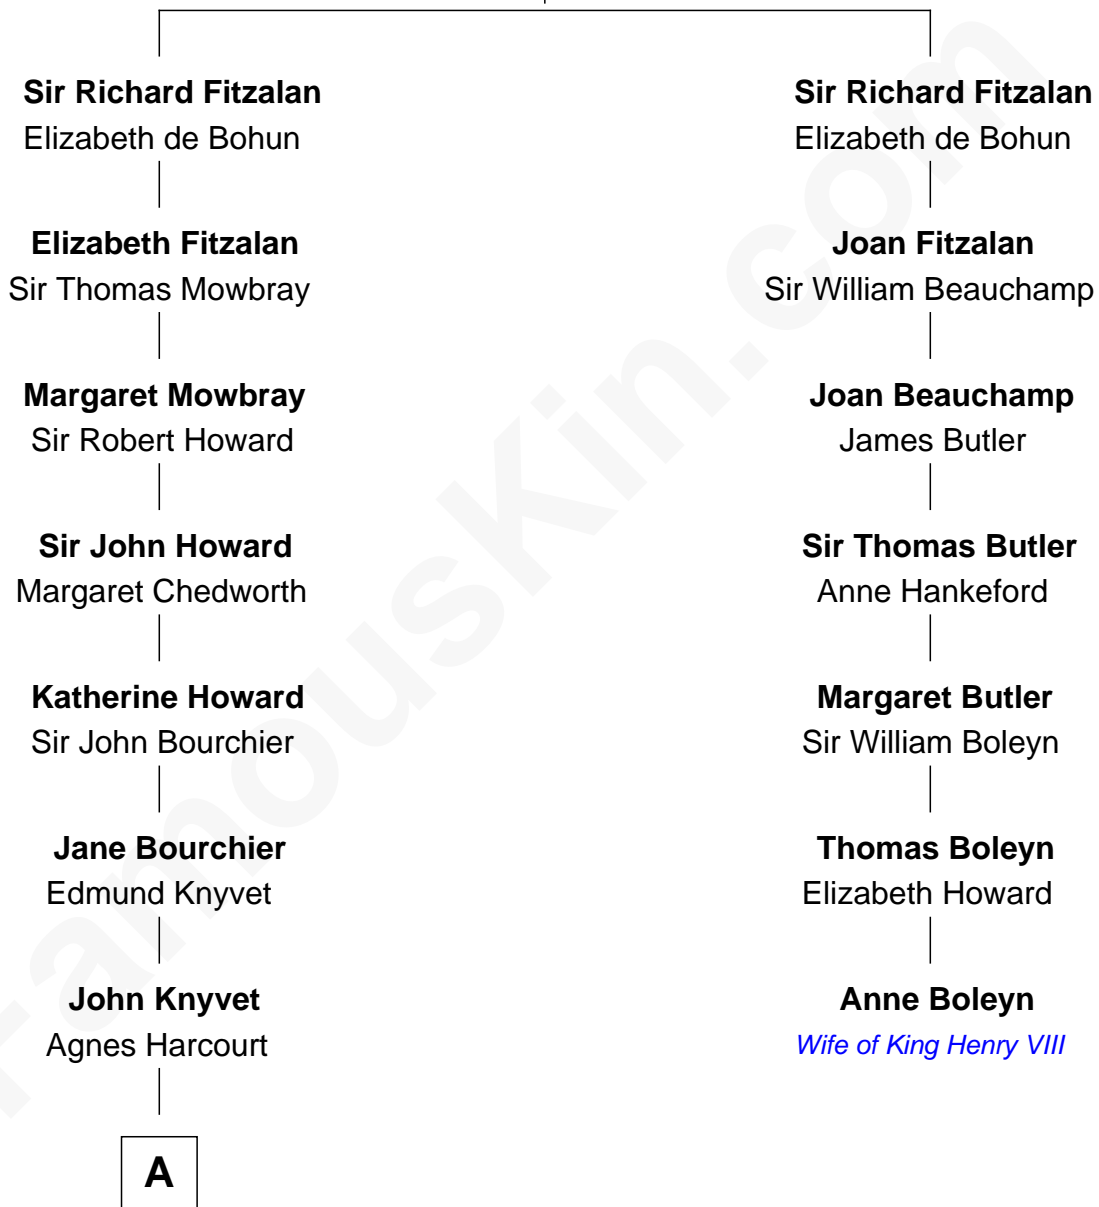 Sir Richard Fitzalan
Elizabeth de Bohun
Elizabeth Fitzalan
Sir Thomas Mowbray
Margaret Mowbray
Sir Robert Howard
Sir John Howard
Margaret Chedworth
Katherine Howard
Sir John Bourchier
Jane Bourchier
Edmund Knyvet
John Knyvet
Agnes Harcourt
A
Sir Richard Fitzalan
Elizabeth de Bohun
Joan Fitzalan
Sir William Beauchamp
Joan Beauchamp
James Butler
Sir Thomas Butler
Anne Hankeford
Margaret Butler
Sir William Boleyn
Thomas Boleyn
Elizabeth Howard
Anne Boleyn
Wife of King Henry VIII
FamousKin.com